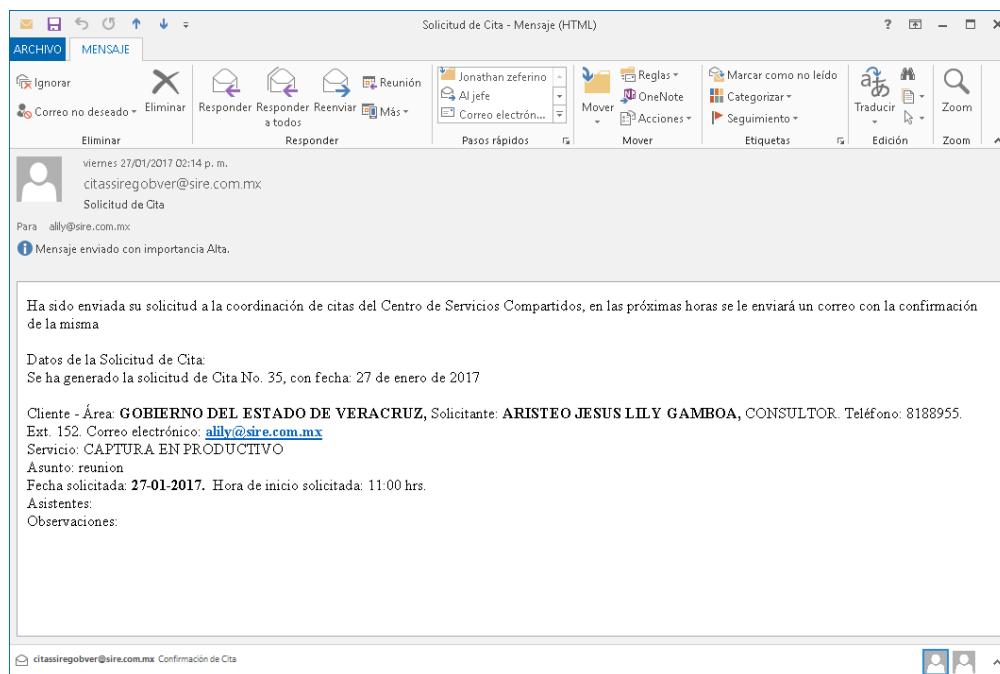 Solicitud de Cita - Mensaje (HTML)
ARCHIVO MENSAJE
Ignorar
Correo no deseado
Eliminar
Eliminar
Responder Responder a todos Reenviar
Reunión
Más
Responder
Jonathan zeferino
Al jefe
Correo electrón...
Pasos rápidos
Mover
Reglas
OneNote
Acciones
Mover
Marcar como no leído
Categorizar
Seguimiento
Etiquetas
Traducir
Edición
Zoom
Zoom
viernes 27/01/2017 02:14 p. m.
citassiregobver@sire.com.mx
Solicitud de Cita
Para alily@sire.com.mx
Mensaje enviado con importancia Alta.
Ha sido enviada su solicitud a la coordinación de citas del Centro de Servicios Compartidos, en las próximas horas se le enviará un correo con la confirmación
de la misma
Datos de la Solicitud de Cita:
Se ha generado la solicitud de Cita No. 35, con fecha: 27 de enero de 2017
Cliente - Área: GOBIERNO DEL ESTADO DE VERACRUZ, Solicitante: ARISTEO JESUS LILY GAMBOA, CONSULTOR. Teléfono: 8188955.
Ext. 152. Correo electrónico: alily@sire.com.mx
Servicio: CAPTURA EN PRODUCTIVO
Asunto: reunion
Fecha solicitada: 27-01-2017. Hora de inicio solicitada: 11:00 hrs.
Asistentes:
Observaciones:
citassiregobver@sire.com.mx Confirmación de Cita